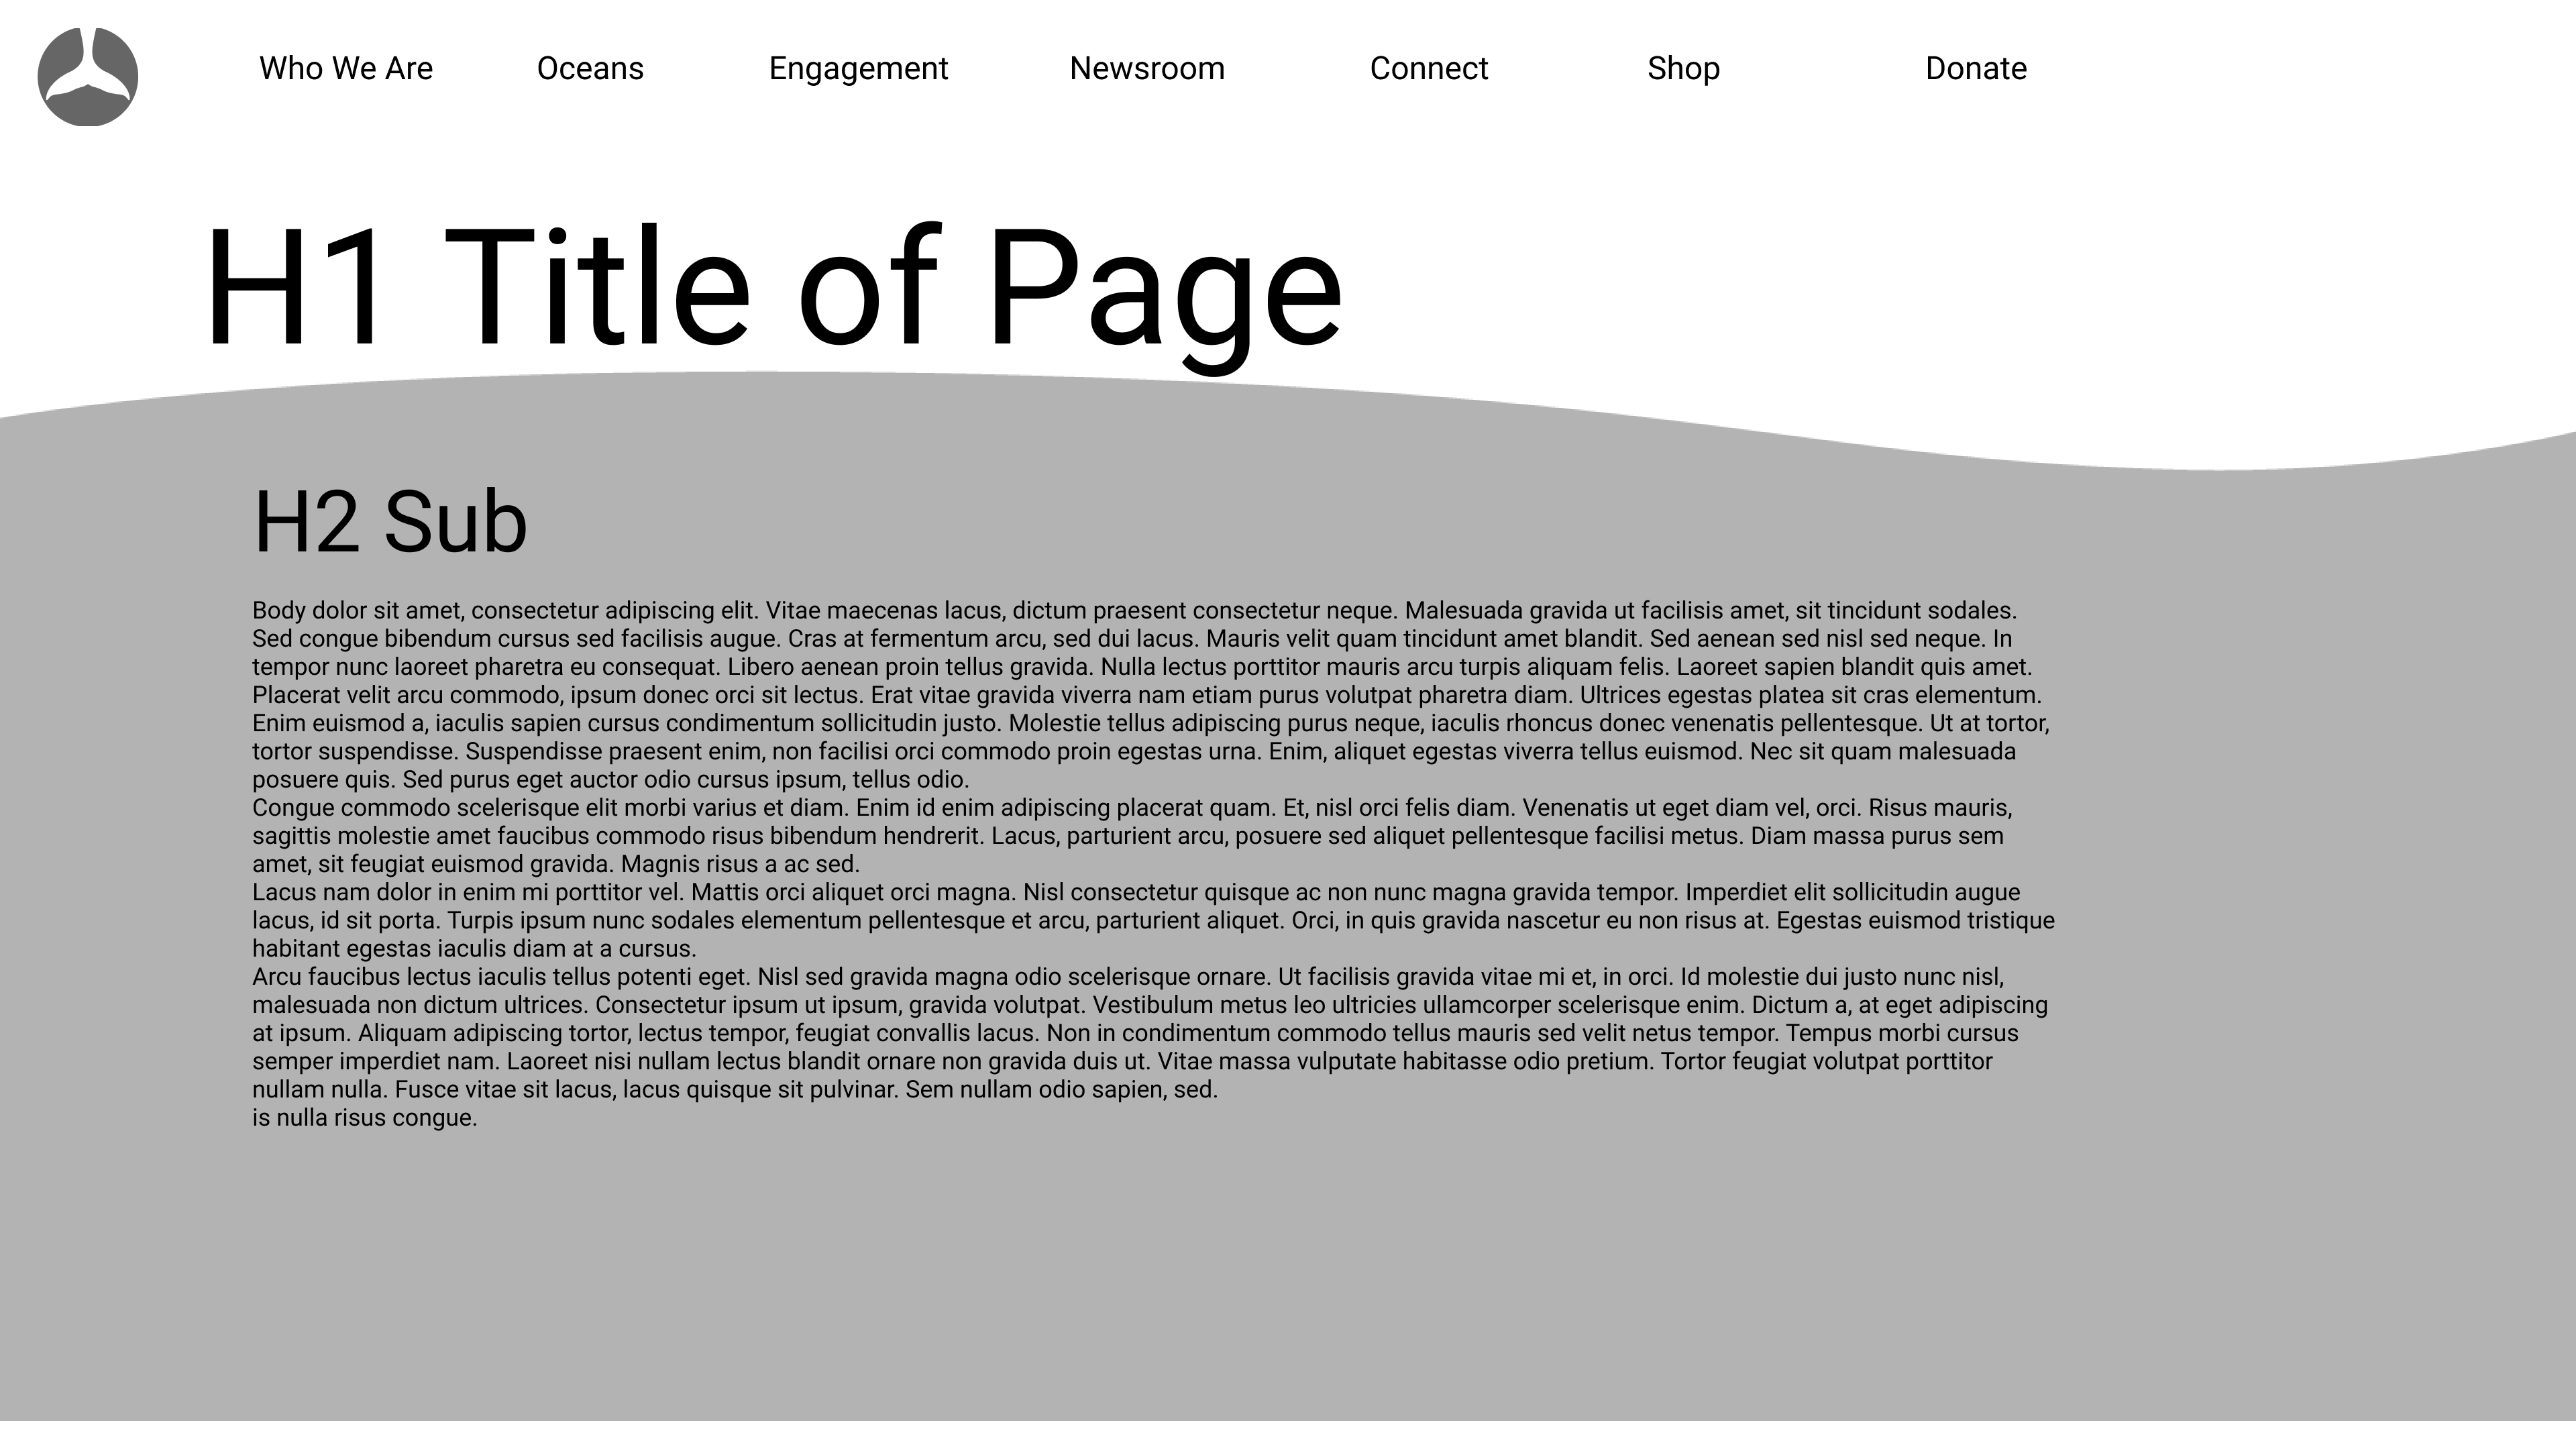 Who We Are Oceans Engagement Newsroom Connect Shop Donate
H1 Title of Page
H2 Sub
Body dolor sit amet, consectetur adipiscing elit. Vitae maecenas lacus, dictum praesent consectetur neque. Malesuada gravida ut facilisis amet, sit tincidunt sodales.
Sed congue bibendum cursus sed facilisis augue. Cras at fermentum arcu, sed dui lacus. Mauris velit quam tincidunt amet blandit. Sed aenean sed nisl sed neque. In
tempor nunc laoreet pharetra eu consequat. Libero aenean proin tellus gravida. Nulla lectus porttitor mauris arcu turpis aliquam felis. Laoreet sapien blandit quis amet.
Placerat velit arcu commodo, ipsum donec orci sit lectus. Erat vitae gravida viverra nam etiam purus volutpat pharetra diam. Ultrices egestas platea sit cras elementum.
Enim euismod a, iaculis sapien cursus condimentum sollicitudin justo. Molestie tellus adipiscing purus neque, iaculis rhoncus donec venenatis pellentesque. Ut at tortor,
tortor suspendisse. Suspendisse praesent enim, non facilisi orci commodo proin egestas urna. Enim, aliquet egestas viverra tellus euismod. Nec sit quam malesuada
posuere quis. Sed purus eget auctor odio cursus ipsum, tellus odio.
Congue commodo scelerisque elit morbi varius et diam. Enim id enim adipiscing placerat quam. Et, nisl orci felis diam. Venenatis ut eget diam vel, orci. Risus mauris,
sagittis molestie amet faucibus commodo risus bibendum hendrerit. Lacus, parturient arcu, posuere sed aliquet pellentesque facilisi metus. Diam massa purus sem
amet, sit feugiat euismod gravida. Magnis risus a ac sed.
Lacus nam dolor in enim mi porttitor vel. Mattis orci aliquet orci magna. Nisl consectetur quisque ac non nunc magna gravida tempor. Imperdiet elit sollicitudin augue
lacus, id sit porta. Turpis ipsum nunc sodales elementum pellentesque et arcu, parturient aliquet. Orci, in quis gravida nascetur eu non risus at. Egestas euismod tristique
habitant egestas iaculis diam at a cursus.
Arcu faucibus lectus iaculis tellus potenti eget. Nisl sed gravida magna odio scelerisque ornare. Ut facilisis gravida vitae mi et, in orci. Id molestie dui justo nunc nisl,
malesuada non dictum ultrices. Consectetur ipsum ut ipsum, gravida volutpat. Vestibulum metus leo ultricies ullamcorper scelerisque enim. Dictum a, at eget adipiscing
at ipsum. Aliquam adipiscing tortor, lectus tempor, feugiat convallis lacus. Non in condimentum commodo tellus mauris sed velit netus tempor. Tempus morbi cursus
semper imperdiet nam. Laoreet nisi nullam lectus blandit ornare non gravida duis ut. Vitae massa vulputate habitasse odio pretium. Tortor feugiat volutpat porttitor
nullam nulla. Fusce vitae sit lacus, lacus quisque sit pulvinar. Sem nullam odio sapien, sed.
is nulla risus congue.